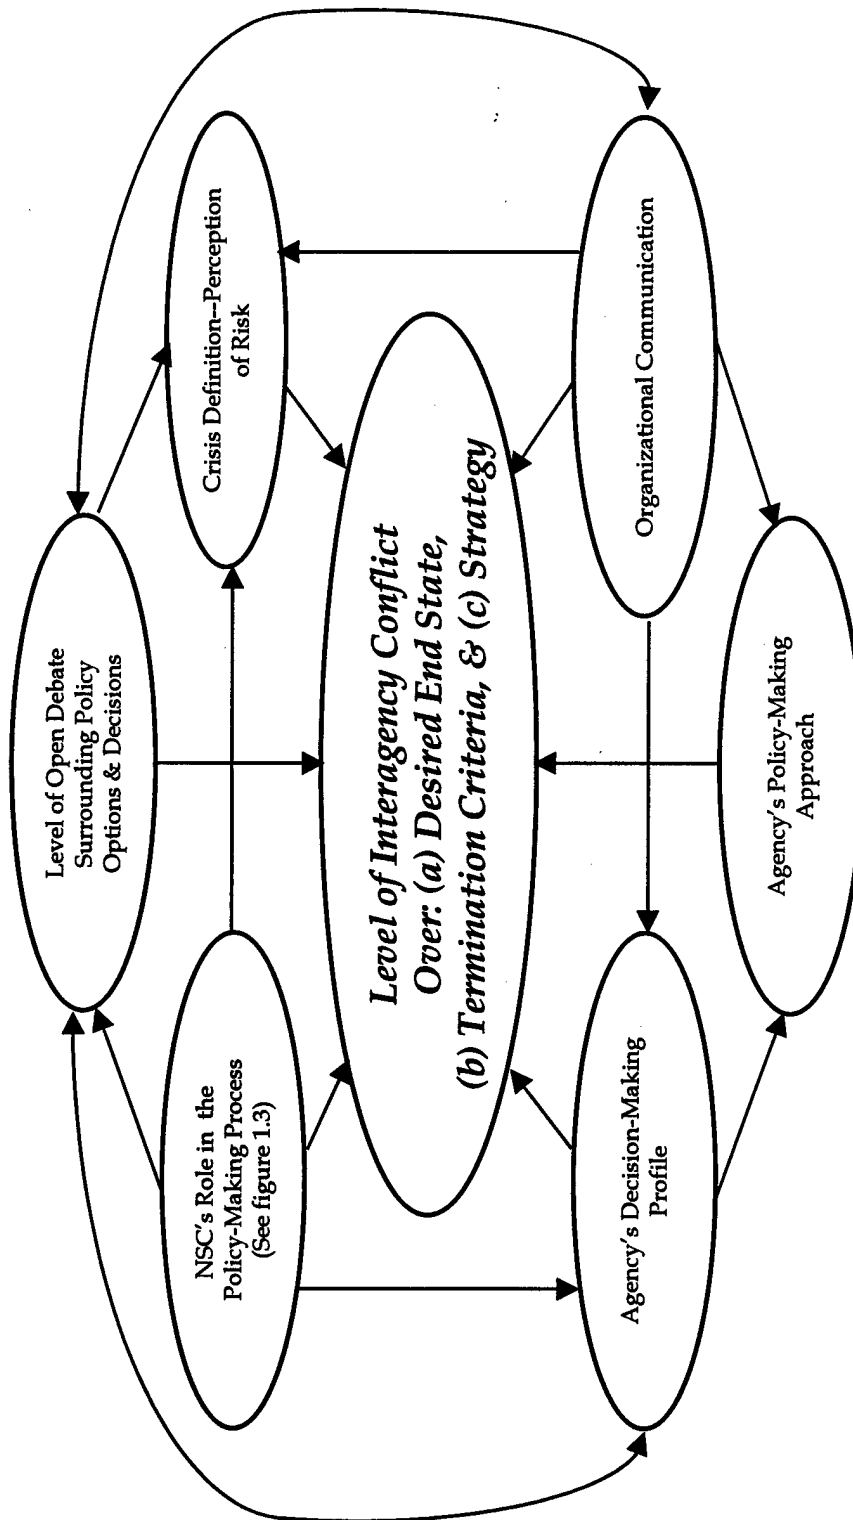 Level of Open Debate
Surrounding Policy
Options & Decisions
NSC's Role in the
Policy-Making Process
(See figure 1.3)
Crisis Definition--Perception
of Risk
Level of Interagency Conflict
Over: (a) Desired End State,
(b) Termination Criteria, & (c) Strategy
Agency's Decision-Making
Profile
Organizational Communication
Agency's Policy-Making
Approach